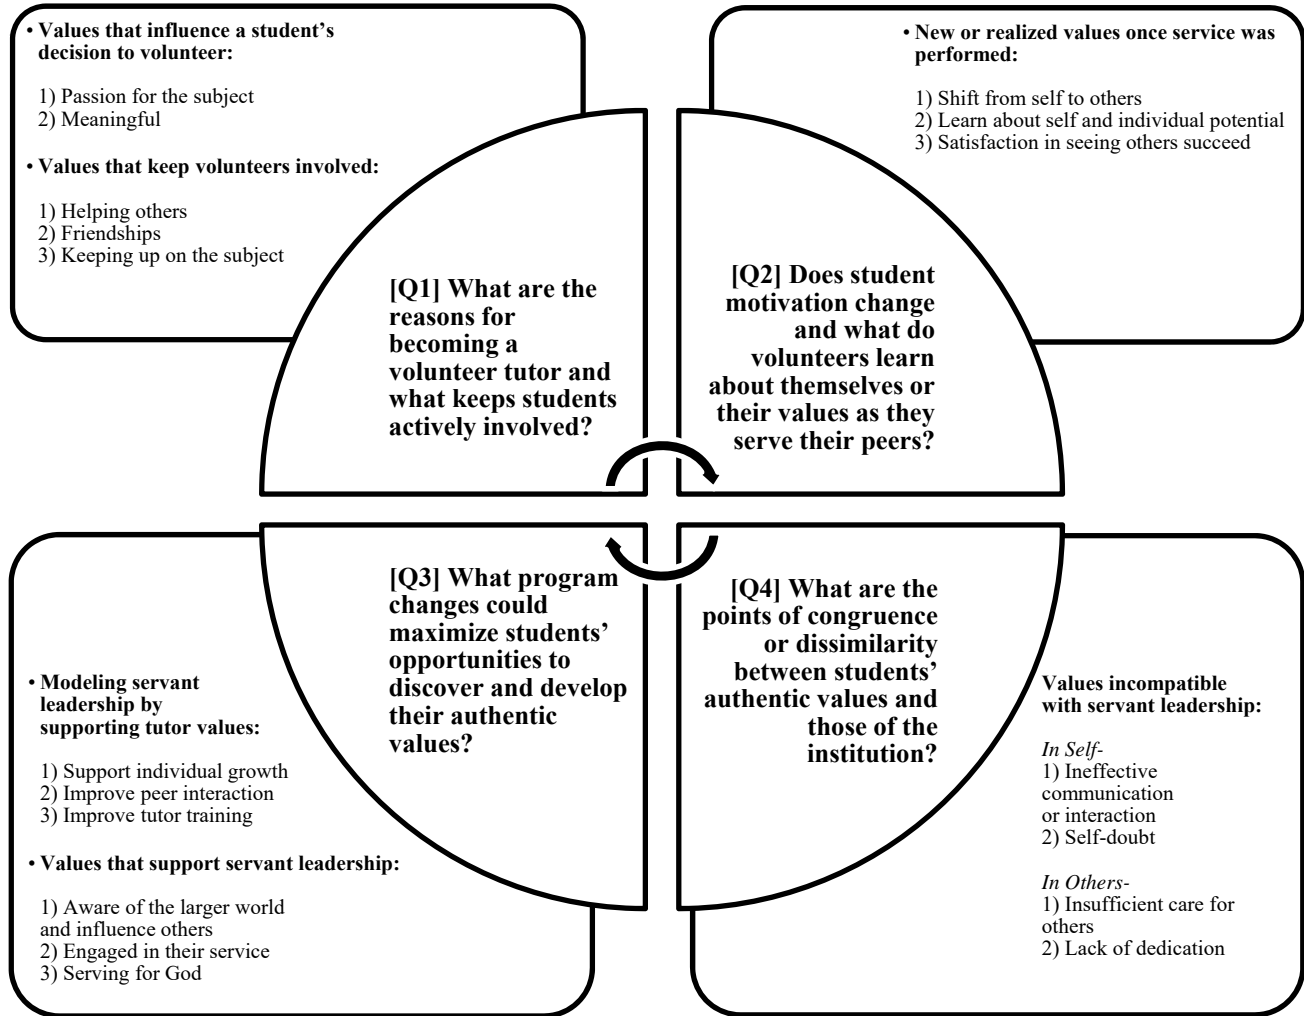 • Values that influence a student’s
decision to volunteer:
1) Passion for the subject
2) Meaningful
• Values that keep volunteers involved:
1) Helping others
2) Friendships
3) Keeping up on the subject
[Q1] What are the
reasons for
becoming a
volunteer tutor and
what keeps students
actively involved?
• New or realized values once service was
performed:
1) Shift from self to others
2) Learn about self and individual potential
3) Satisfaction in seeing others succeed
[Q2] Does student
motivation change
and what do
volunteers learn
about themselves or
their values as they
serve their peers?
[Q3] What program
changes could
maximize students’
opportunities to
discover and develop
their authentic
values?
• Modeling servant
leadership by
supporting tutor values:
1) Support individual growth
2) Improve peer interaction
3) Improve tutor training
• Values that support servant leadership:
1) Aware of the larger world
and influence others
2) Engaged in their service
3) Serving for God
[Q4] What are the
points of congruence
or dissimilarity
between students’
authentic values and
those of the
institution?
Values incompatible
with servant leadership:
In Self-
1) Ineffective
communication
or interaction
2) Self-doubt
In Others-
1) Insufficient care for
others
2) Lack of dedication